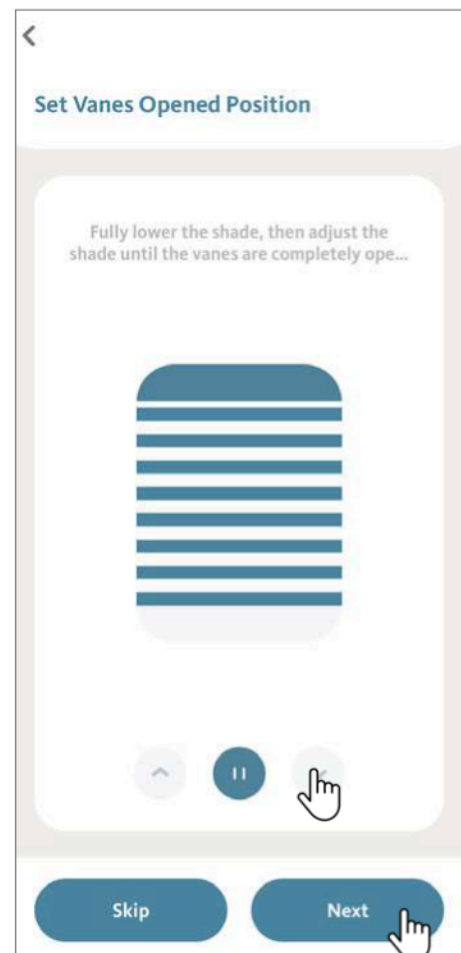 Set Vanes Opened Position
Fully lower the shade, then adjust the
shade until the vanes are completely ope...
Skip
Next